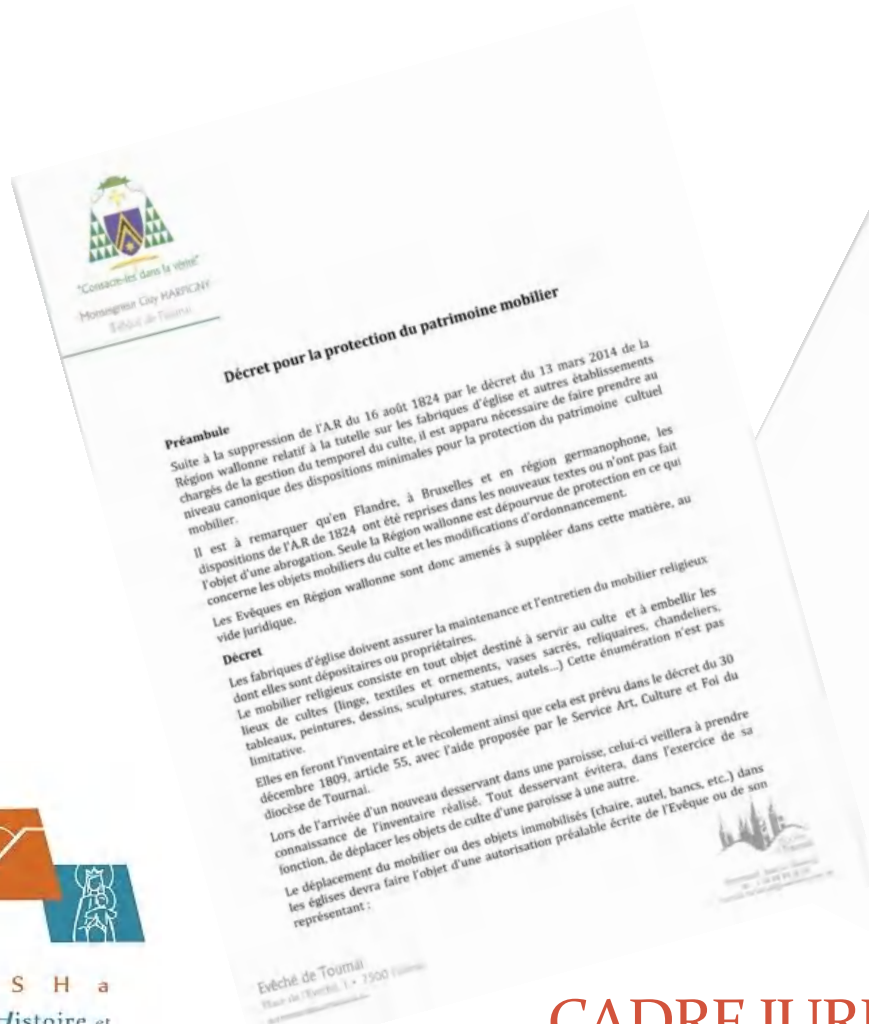 "Consacre-les dans la vérité"
Monseigneur Guy HARPIGNY
Evêque de Tournai
Décret pour la protection du patrimoine mobilier
Préambule
Suite à la suppression de l'A.R du 16 août 1824 par le décret du 13 mars 2014 de la
Région wallonne relatif à la tutelle sur les fabriques d'église et autres établissements
chargés de la gestion du temporel du culte, il est apparu nécessaire de faire prendre au
niveau canonique des dispositions minimales pour la protection du patrimoine cultuel
mobilier.
Il est à remarquer qu'en Flandre, à Bruxelles et en région germanophone, les
dispositions de l'A.R de 1824 ont été reprises dans les nouveaux textes ou n'ont pas fait
l'objet d'une abrogation. Seule la Région wallonne est dépourvue de protection en ce qui
concerne les objets mobiliers du culte et les modifications d'ordonnancement.
Les Evêques en Région wallonne sont donc amenés à suppléer dans cette matière, au
vide juridique.
Décret
Les fabriques d'église doivent assurer la maintenance et l'entretien du mobilier religieux
dont elles sont dépositaires ou propriétaires.
Le mobilier religieux consiste en tout objet destiné à servir au culte et à embellir les
lieux de cultes (linge, textiles et ornements, vases sacrés, reliquaires, chandeliers,
tableaux, peintures, dessins, sculptures, statues, autels...) Cette énumération n'est pas
limitative.
Elles en feront l'inventaire et le récolement ainsi que cela est prévu dans le décret du 30
décembre 1809, article 55, avec l'aide proposée par le Service Art, Culture et Foi du
diocèse de Tournai.
Lors de l'arrivée d'un nouveau desservant dans une paroisse, celui-ci veillera à prendre
connaissance de l'inventaire réalisé. Tout desservant évitera, dans l'exercice de sa
fonction, de déplacer les objets de culte d'une paroisse à une autre.
Le déplacement du mobilier ou des objets immobilisés (chaire, autel, bancs, etc.) dans
les églises devra faire l'objet d'une autorisation préalable écrite de l'Evêque ou de son
représentant :
Evêché de Tournai
Place de l'Evêché, 1 • 7500
S H a
Histoire et
CADRE JURI